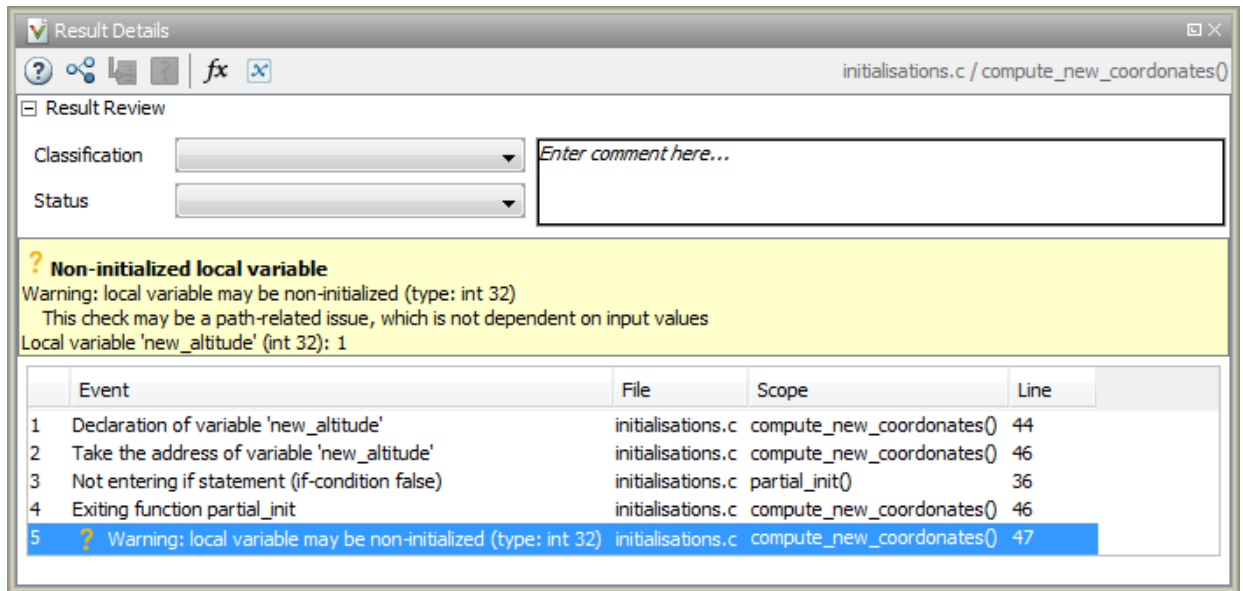 Result Details
fx x initialisations.c / compute_new_coordonates()
Result Review
Classification
Enter comment here...
Status
? Non-initialized local variable
Warning: local variable may be non-initialized (type: int 32)
This check may be a path-related issue, which is not dependent on input values
Local variable 'new_altitude' (int 32): 1
Event File Scope Line
1 Declaration of variable 'new_altitude' initialisations.c compute_new_coordonates() 44
2 Take the address of variable 'new_altitude' initialisations.c compute_new_coordonates() 46
3 Not entering if statement (if-condition false) initialisations.c partial_init() 36
4 Exiting function partial_init initialisations.c compute_new_coordonates() 46
5 ? Warning: local variable may be non-initialized (type: int 32) initialisations.c compute_new_coordonates() 47